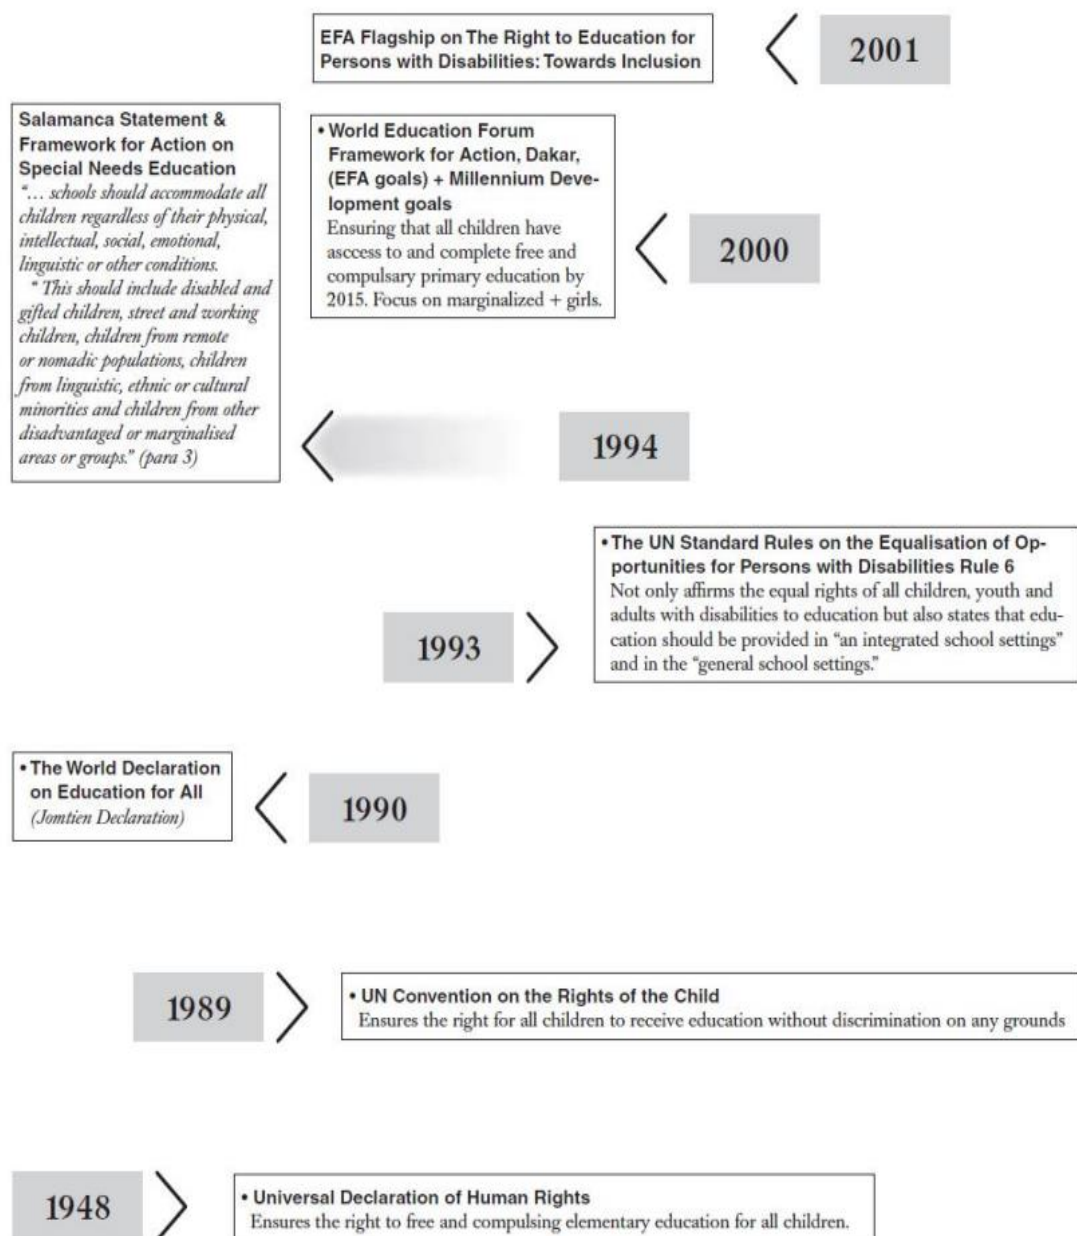 EFA Flagship on The Right to Education for
Persons with Disabilities: Towards Inclusion
2001
Salamanca Statement &
Framework for Action on
Special Needs Education
"... schools should accommodate all
children regardless of their physical,
intellectual, social, emotional,
linguistic or other conditions.
" This should include disabled and
gifted children, street and working
children, children from remote
or nomadic populations, children
from linguistic, ethnic or cultural
minorities and children from other
disadvantaged or marginalised
areas or groups." (para 3)
• World Education Forum
Framework for Action, Dakar,
(EFA goals) + Millennium Deve-
lopment goals
Ensuring that all children have
asccess to and complete free and
compulsary primary education by
2015. Focus on marginalized + girls.
2000
1994
• The UN Standard Rules on the Equalisation of Op-
portunities for Persons with Disabilities Rule 6
Not only affirms the equal rights of all children, youth and
adults with disabilities to education but also states that edu-
cation should be provided in "an integrated school settings"
and in the "general school settings."
1993
• The World Declaration
on Education for All
(Jomtien Declaration)
1990
1989
• UN Convention on the Rights of the Child
Ensures the right for all children to receive education without discrimination on any grounds
1948
• Universal Declaration of Human Rights
Ensures the right to free and compulsing elementary education for all children.